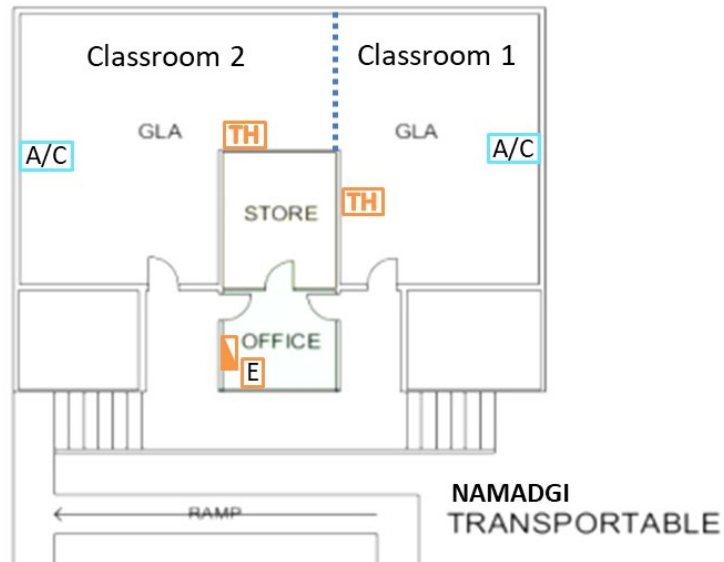 Classroom 2
Classroom 1
GLA
TH
GLA
A/C
A/C
TH
STORE
OFFICE
E
NAMADGI
RAMP
TRANSPORTABLE